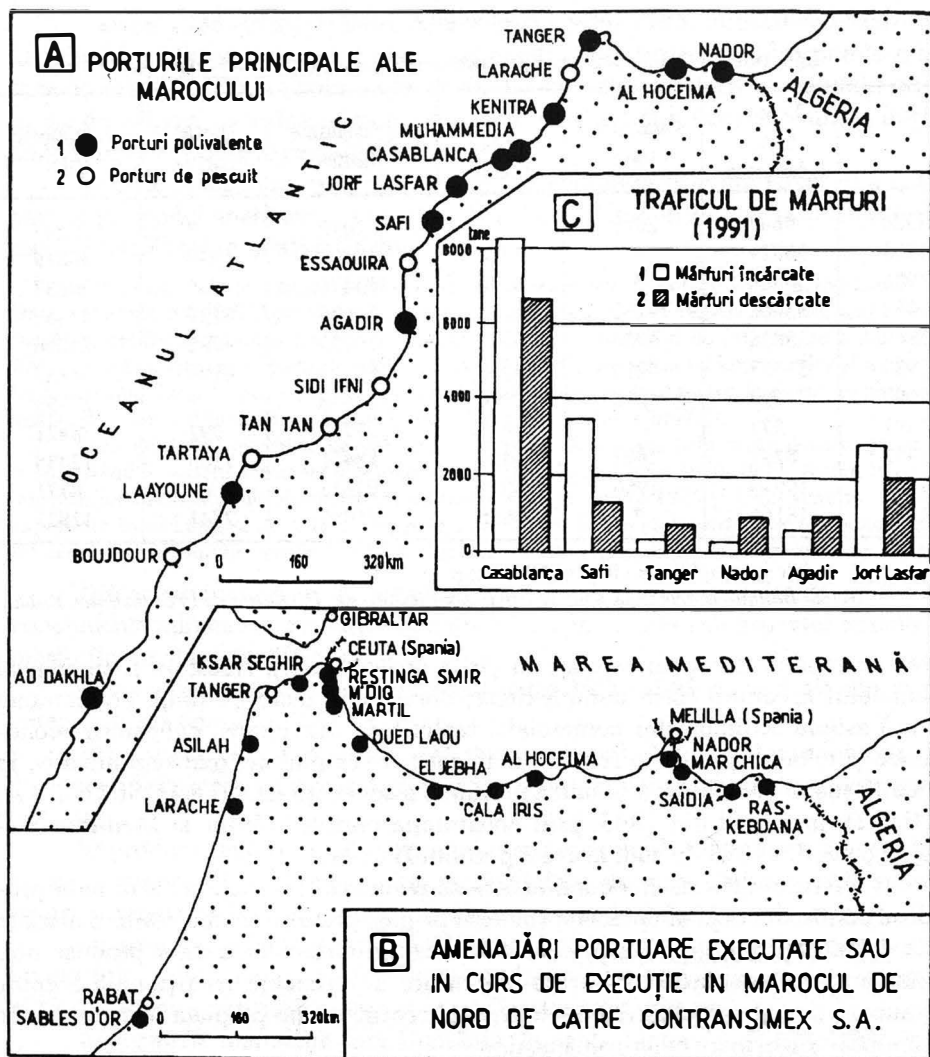 A PORTURILE PRINCIPALE ALE
MAROCULUI
1 Porturi polivalente
2 Porturi de pescuit
OCEANUL ATLANTIC
TANGER
NADOR
LARACHE
AL HOCEIMA
ALGERIA
KENITRA
MUHAMMEDIA
CASABLANCA
JORF LASFAR
SAFI
ESSAOUIRA
AGADIR
SIDI IFNI
TAN TAN
TARTAYA
LAAYOUNE
BOUJDOUR
AD DAKHLA
0 160 320 km
C TRAFICUL DE MĂRFURI
(1991)
tone
8000
6000
4000
2000
0
1 Mărfuri încărcate
2 Mărfuri descărcate
Casablanca Safi Tanger Nador Agadir Jorf Lasfar
GIBRALTAR
CEUTA (Spania)
MAREA MEDITERANĂ
KSAR SEGHIR
RESTINGA SMIR
TANGER
M'DIQ
MARTIL
MELILLA (Spania)
ASILAH
OUED LAOU
NADOR
EL JEBHA
AL HOCEIMA
MAR CHICA
LARACHE
CALA IRIS
SAIDIA
RAS
KEBDANA
ALGERIA
RABAT
SABLES D'OR
0 160 320km
B AMENAJĂRI PORTUARE EXECUTATE SAU
IN CURS DE EXECUTIE IN MAROCUL DE
NORD DE CATRE CONTRANSIMEX S.A.